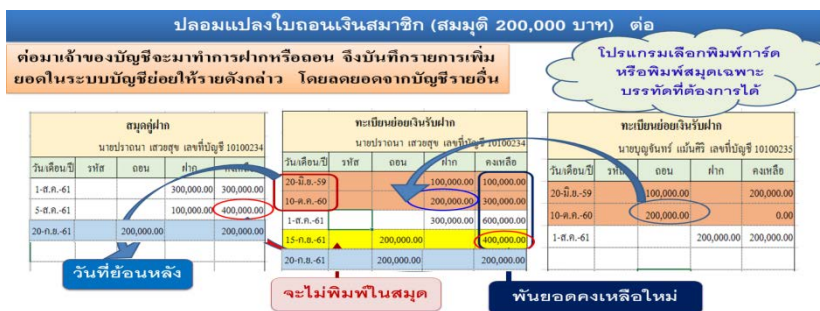 ปลอมแปลงใบถอนเงินสมาชิก (สมมุติ 200,000 บาท) ต่อ
ต่อมาเจ้าของบัญชีจะมาทำการฝากหรือถอน จึงบันทึกรายการเพิ่ม
ยอดในระบบบัญชีย่อยให้รายดังกล่าว โดยลดยอดจากบัญชีรายอื่น
โปรแกรมเลือกพิมพ์การ์ด
หรือพิมพ์สมุดเฉพาะ
บรรทัดที่ต้องการได้
สมุดคู่ฝาก
นายปราถนา เสวยสุข เลขที่บัญชี 10100234
วัน/เดือน/ปี รหัส ถอน ฝาก
1-ส.ค.-61 300,000.00 300,000.00
5-ส.ค.-61 100,000.00 400,000.00
20-ก.ย.-61 200,000.00 200,000.00
วันที่ย้อนหลัง
ทะเบียนย่อยเงินรับฝาก
นายปราถนา เสวยสุข เลขที่บัญชี 10100234
วัน/เดือน/ปี รหัส ถอน ฝาก คงเหลือ
20-มิ.ย.-59 100,000.00 100,000.00
10-ต.ค.-60 200,000.00 300,000.00
1-ส.ค.-61 300,000.00 600,000.00
15-ก.ย.-61 200,000.00 400,000.00
20-ก.ย.-61 200,000.00 200,000.00
จะไม่พิมพ์ในสมุด
พันยอดคงเหลือใหม่
ทะเบียนย่อยเงินรับฝาก
นายบุญจันทร์ แม้นศิริ เลขที่บัญชี 10100235
วัน/เดือน/ปี รหัส ถอน ฝาก คงเหลือ
20-มิ.ย.-59 100,000.00 200,000.00
10-ต.ค.-60 200,000.00 0.00
1-ส.ค.-61 200,000.00 200,000.00